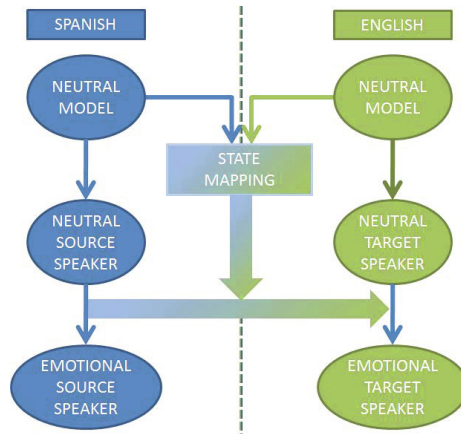 SPANISH
ENGLISH
NEUTRAL
MODEL
NEUTRAL
MODEL
STATE
MAPPING
NEUTRAL
SOURCE
SPEAKER
NEUTRAL
TARGET
SPEAKER
EMOTIONAL
SOURCE
SPEAKER
EMOTIONAL
TARGET
SPEAKER